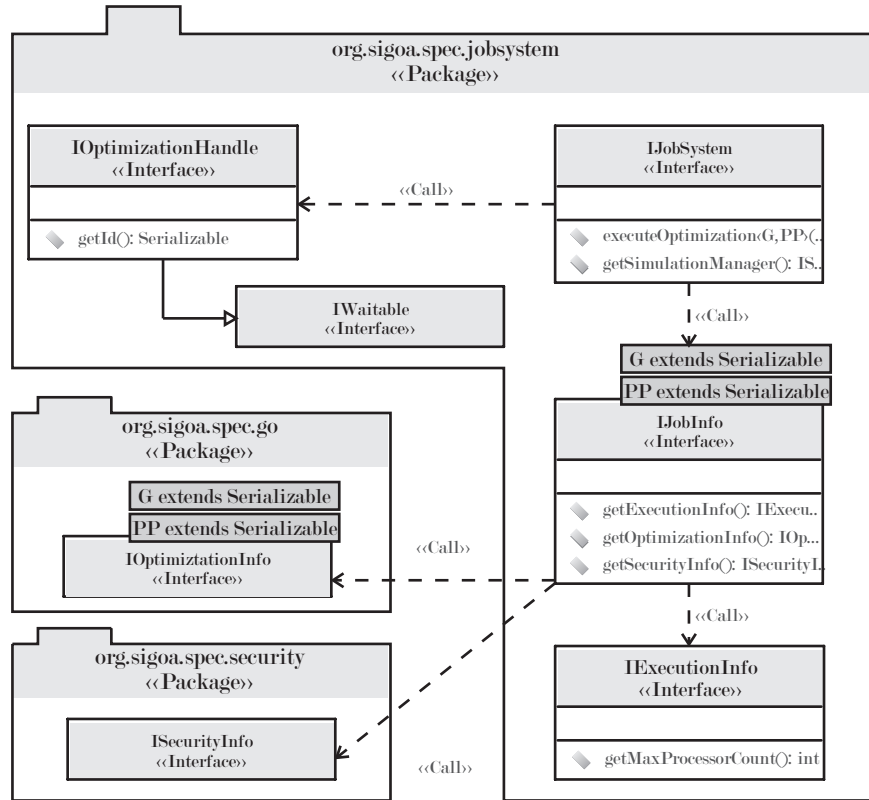 org.sigoa.spec.jobsystem
‹‹Package››
IOptimizationHandle
‹‹Interface››
getId(): Serializable
‹‹Call››
IJobSystem
‹‹Interface››
executeOptimization‹G,PP›(..
getSimulationManager(): IS..
IWaitable
‹‹Interface››
‹‹Call››
G extends Serializable
PP extends Serializable
IJobInfo
‹‹Interface››
getExecutionInfo(): IExecu..
getOptimizationInfo(): IOp...
getSecurityInfo(): ISecurityI..
org.sigoa.spec.go
‹‹Package››
G extends Serializable
PP extends Serializable
IOptimiztationInfo
‹‹Interface››
‹‹Call››
‹‹Call››
org.sigoa.spec.security
‹‹Package››
ISecurityInfo
‹‹Interface››
‹‹Call››
IExecutionInfo
‹‹Interface››
getMaxProcessorCount(): int